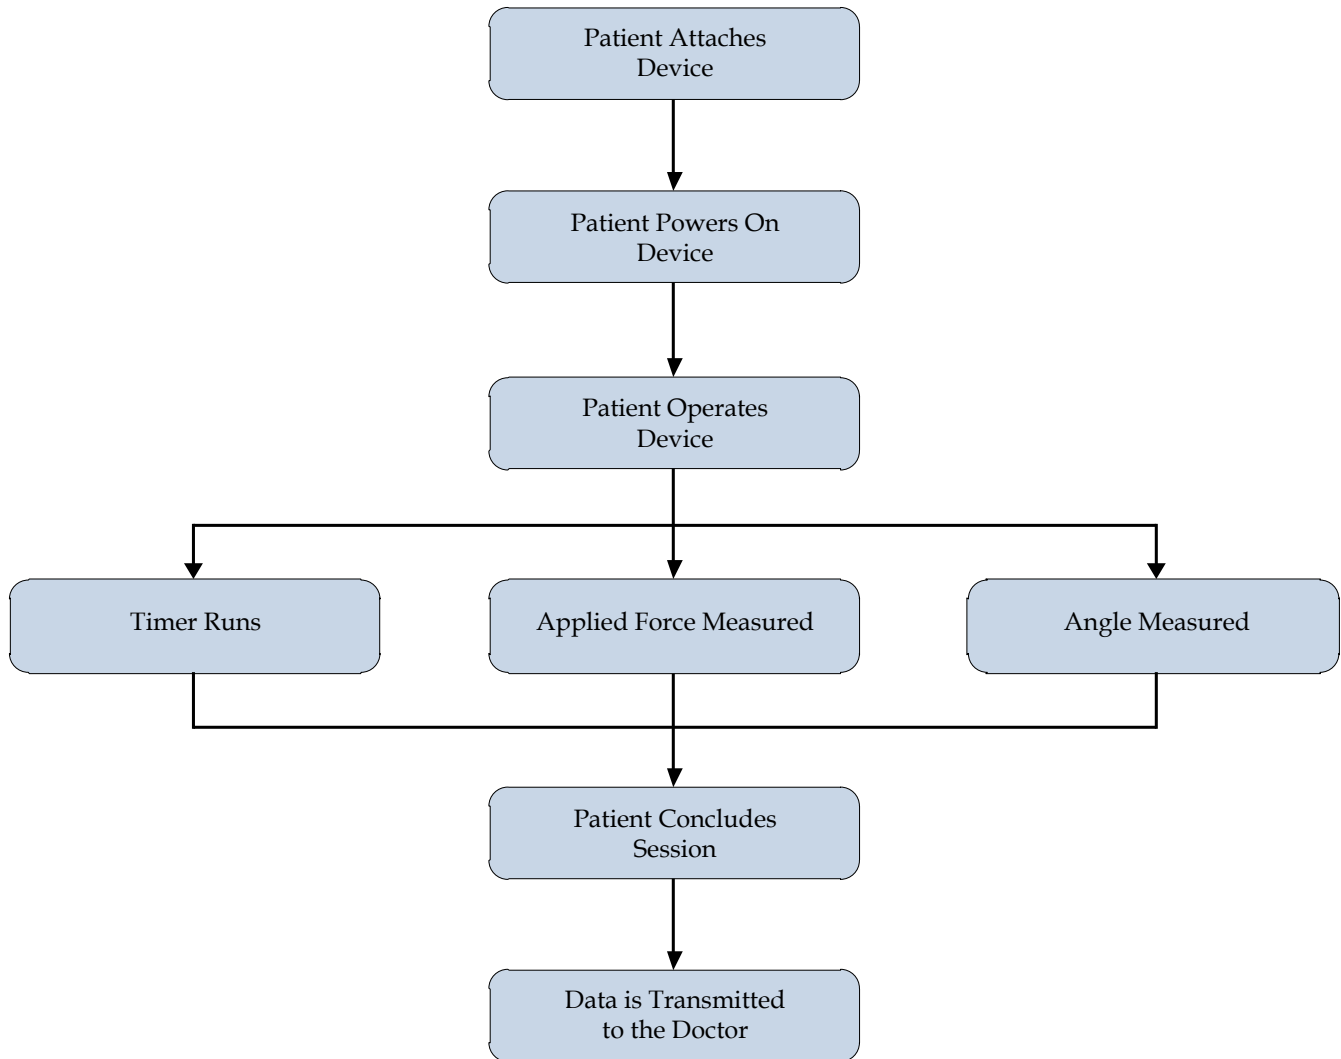 Patient Attaches
Device
Patient Powers On
Device
Patient Operates
Device
Timer Runs
Applied Force Measured
Angle Measured
Patient Concludes
Session
Data is Transmitted
to the Doctor